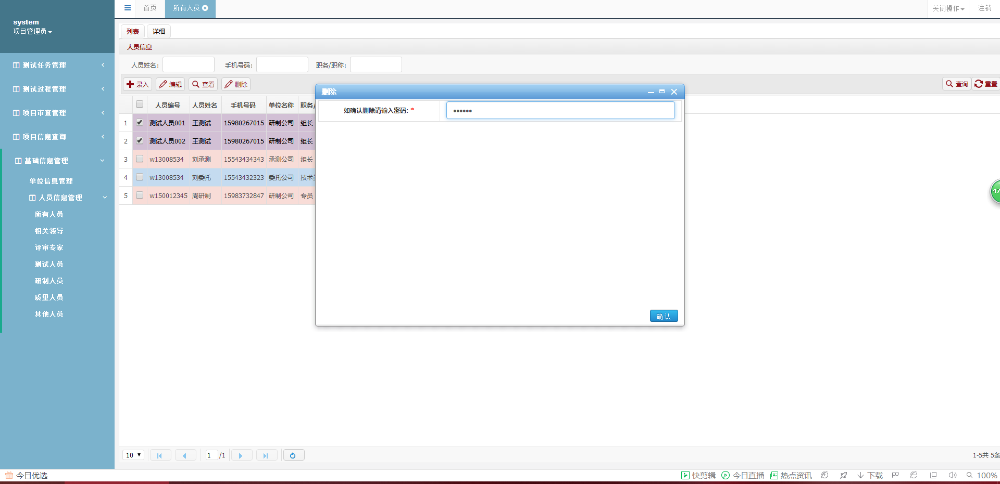 system
项目管理员
首页
所有人员
关闭操作
注销
测试任务管理
测试过程管理
项目审查管理
项目信息查询
基础信息管理
单位信息管理
人员信息管理
所有人员
相关领导
评审专家
测试人员
研制人员
质量人员
其他人员
列表
详细
人员信息
人员姓名:
手机号码:
职务/职称:
录入
编辑
查看
删除
查询
重置
人员编号 人员姓名 手机号码 单位名称 职务/
1 测试人员001 王测试 15980267015 研制公司 组长
2 测试人员002 王测试 15980267015 研制公司 组长
3 w13008534 刘承测 15543434343 承测公司 组长
4 w13008534 刘委托 15543432323 委托公司 技术
5 w150012345 周研制 15983732847 研制公司 专员
删除
如确认删除请输入密码: *
••••••
确认
47
10
1 /1
1-5共 5条
今日优选
快剪辑
今日直播
热点资讯
下载
100%